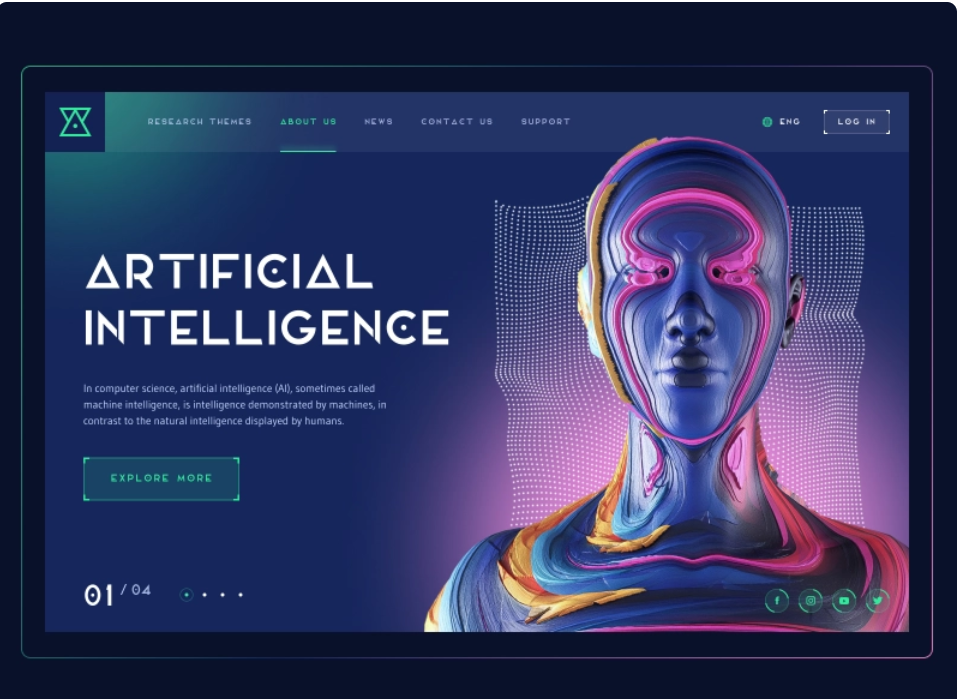 RESEARCH THEMES ABOUT US NEWS CONTACT US SUPPORT ENG LOG IN
ARTIFICIAL
INTELLIGENCE
In computer science, artificial intelligence (AI), sometimes called
machine intelligence, is intelligence demonstrated by machines, in
contrast to the natural intelligence displayed by humans.
EXPLORE MORE
01 / 04